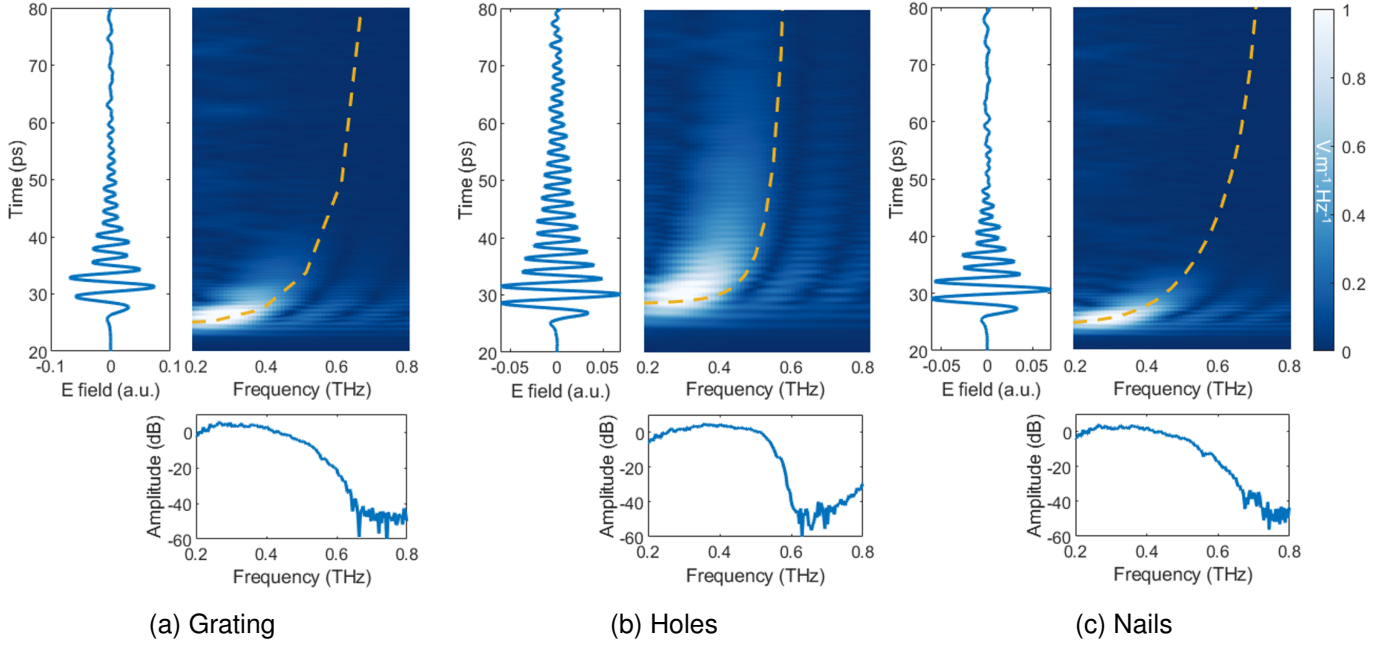 80
70
60
50
40
30
20
Time (ps)
-0.1 0 0.1
E field (a.u.)
0.2 0.4 0.6 0.8
Frequency (THz)
0
-20
-40
-60
Amplitude (dB)
0.2 0.4 0.6 0.8
Frequency (THz)
(a) Grating
80
70
60
50
40
30
20
Time (ps)
-0.05 0 0.05
E field (a.u.)
0.2 0.4 0.6 0.8
Frequency (THz)
0
-20
-40
-60
Amplitude (dB)
0.2 0.4 0.6 0.8
Frequency (THz)
(b) Holes
80
70
60
50
40
30
20
Time (ps)
-0.05 0 0.05
E field (a.u.)
0.2 0.4 0.6 0.8
Frequency (THz)
1
0.8
0.6
0.4
0.2
0
V.m⁻¹.Hz⁻¹
0
-20
-40
-60
Amplitude (dB)
0.2 0.4 0.6 0.8
Frequency (THz)
(c) Nails